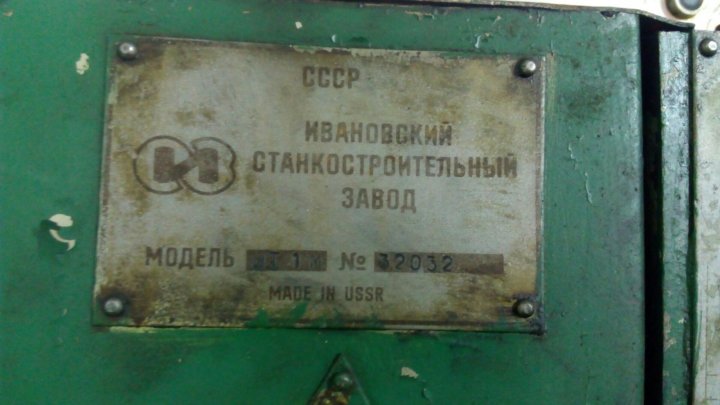 СССР
ИВАНОВСКИЙ
СТАНКОСТРОИТЕЛЬНЫЙ
ЗАВОД
МОДЕЛЬ № 32032
MADE IN USSR